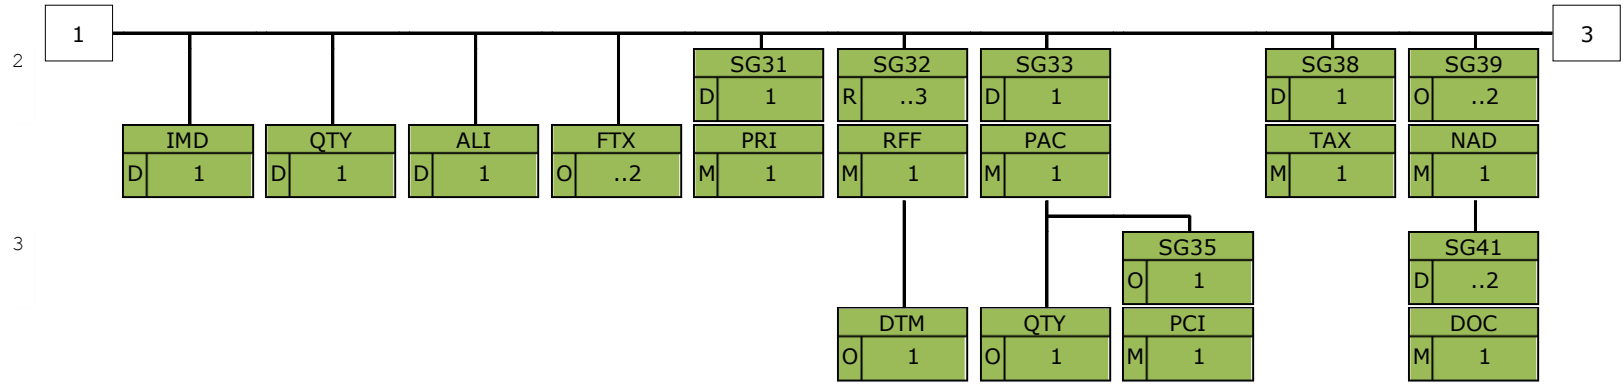 1
3
2
SG31 SG32 SG33 SG38 SG39
D 1 R ..3 D 1 D 1 O ..2
IMD QTY ALI FTX PRI RFF PAC TAX NAD
D 1 D 1 D 1 O ..2 M 1 M 1 M 1 M 1 M 1
3
SG35 SG41
O 1 D ..2
DTM QTY PCI DOC
O 1 O 1 M 1 M 1